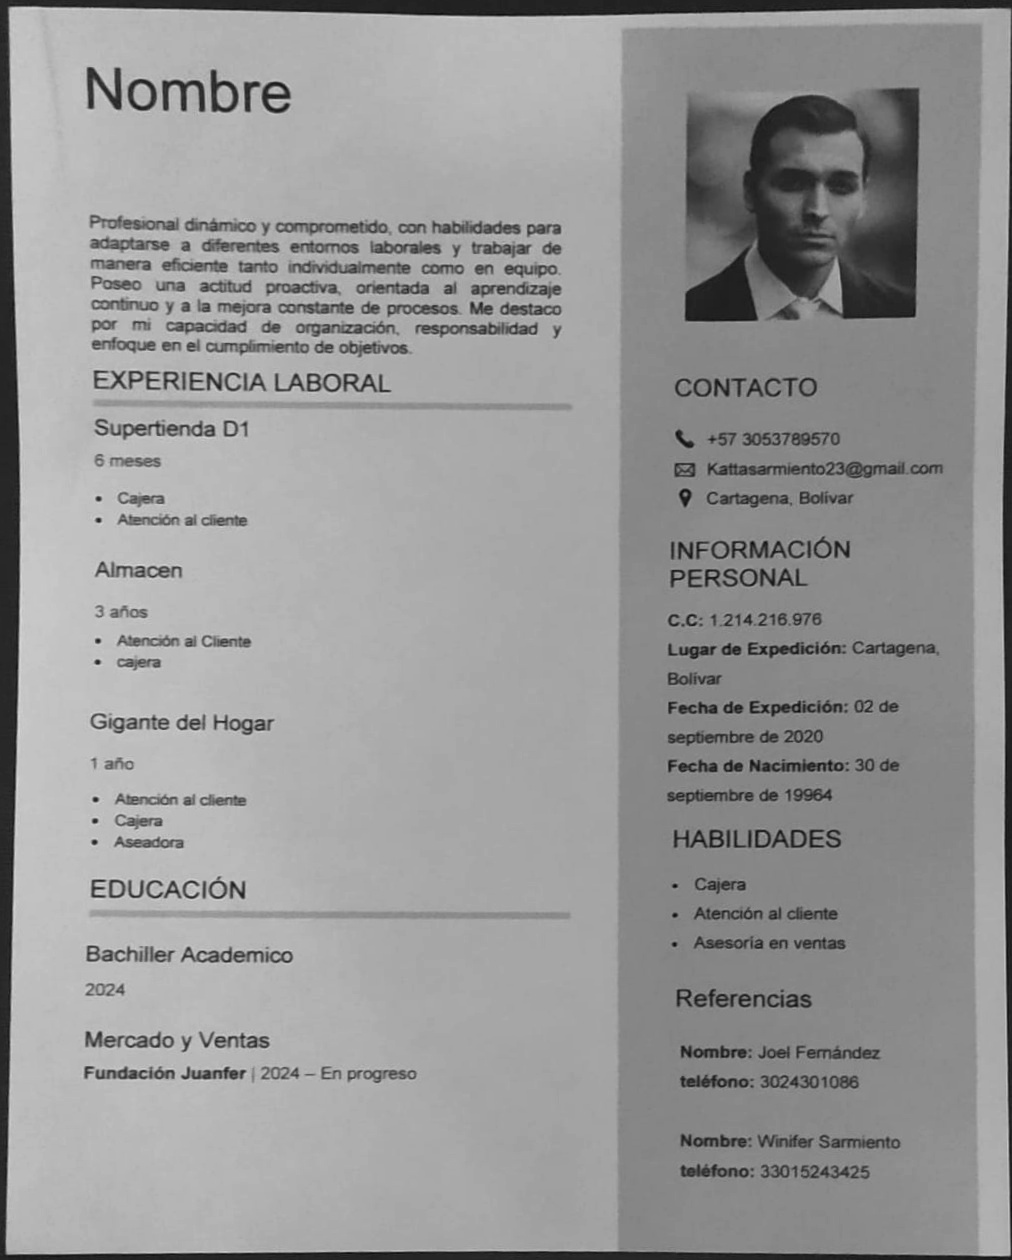 Nombre
Profesional dinámico y comprometido, con habilidades para
adaptarse a diferentes entornos laborales y trabajar de
manera eficiente tanto individualmente como en equipo.
Poseo una actitud proactiva, orientada al aprendizaje
continuo y a la mejora constante de procesos. Me destaco
por mi capacidad de organización, responsabilidad y
enfoque en el cumplimiento de objetivos.
EXPERIENCIA LABORAL
Supertienda D1
6 meses
• Cajera
• Atención al cliente
Almacen
3 años
• Atención al Cliente
• cajera
Gigante del Hogar
1 año
• Atención al cliente
• Cajera
• Aseadora
EDUCACIÓN
Bachiller Academico
2024
Mercado y Ventas
Fundación Juanfer | 2024 – En progreso
CONTACTO
+57 3053789570
Kattasarmiento23@gmail.com
Cartagena, Bolívar
INFORMACIÓN
PERSONAL
C.C: 1.214.216.976
Lugar de Expedición: Cartagena,
Bolívar
Fecha de Expedición: 02 de
septiembre de 2020
Fecha de Nacimiento: 30 de
septiembre de 19964
HABILIDADES
• Cajera
• Atención al cliente
• Asesoría en ventas
Referencias
Nombre: Joel Fernández
teléfono: 3024301086
Nombre: Winifer Sarmiento
teléfono: 33015243425